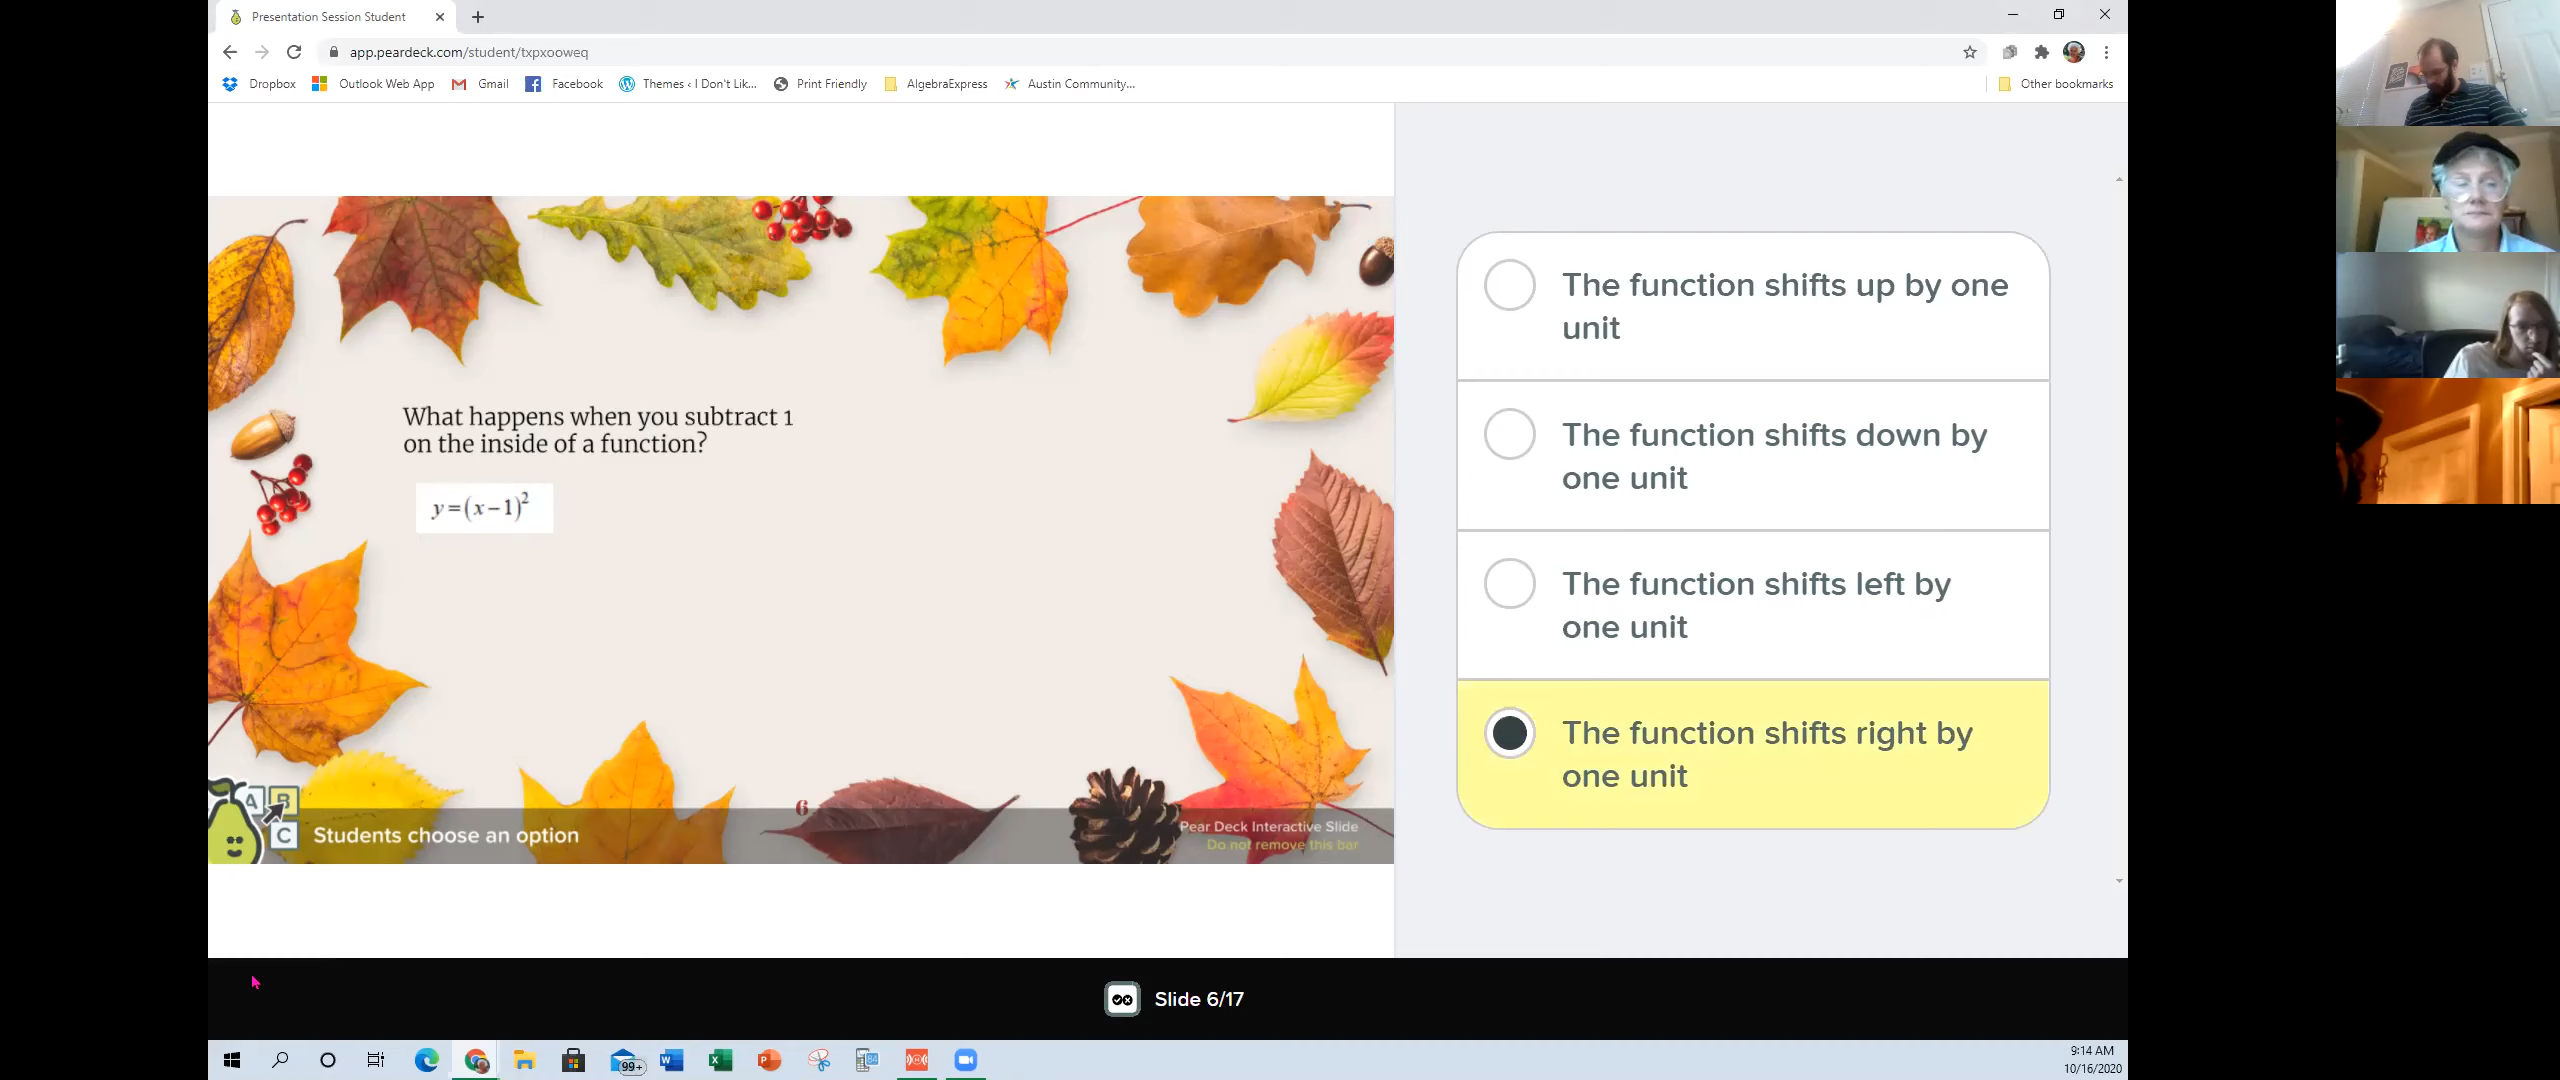 Presentation Session Student
app.peardeck.com/student/txpxooweq
Dropbox Outlook Web App Gmail Facebook Themes ‹ I Don't Lik... Print Friendly AlgebraExpress Austin Community... Other bookmarks
What happens when you subtract 1
on the inside of a function?
y=(x-1)²
A B
C
Students choose an option
6
Pear Deck Interactive Slide
Do not remove this bar
The function shifts up by one
unit
The function shifts down by
one unit
The function shifts left by
one unit
The function shifts right by
one unit
Slide 6/17
99+
9:14 AM
10/16/2020